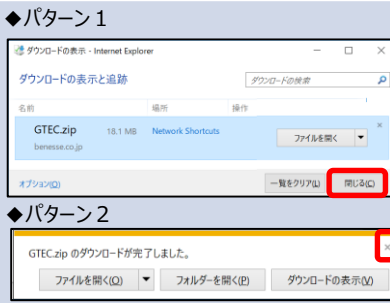 ◆パターン１
ダウンロードの表示 - Internet Explorer
ダウンロードの表示と追跡
ダウンロードの検索
名前 場所 操作
GTEC.zip 18.1 MB Network Shortcuts ファイルを開く
benesse.co.jp
オプション(O) 一覧をクリア(L) 閉じる(C)
◆パターン２
GTEC.zip のダウンロードが完了しました。
ファイルを開く(O) フォルダーを開く(P) ダウンロードの表示(V)